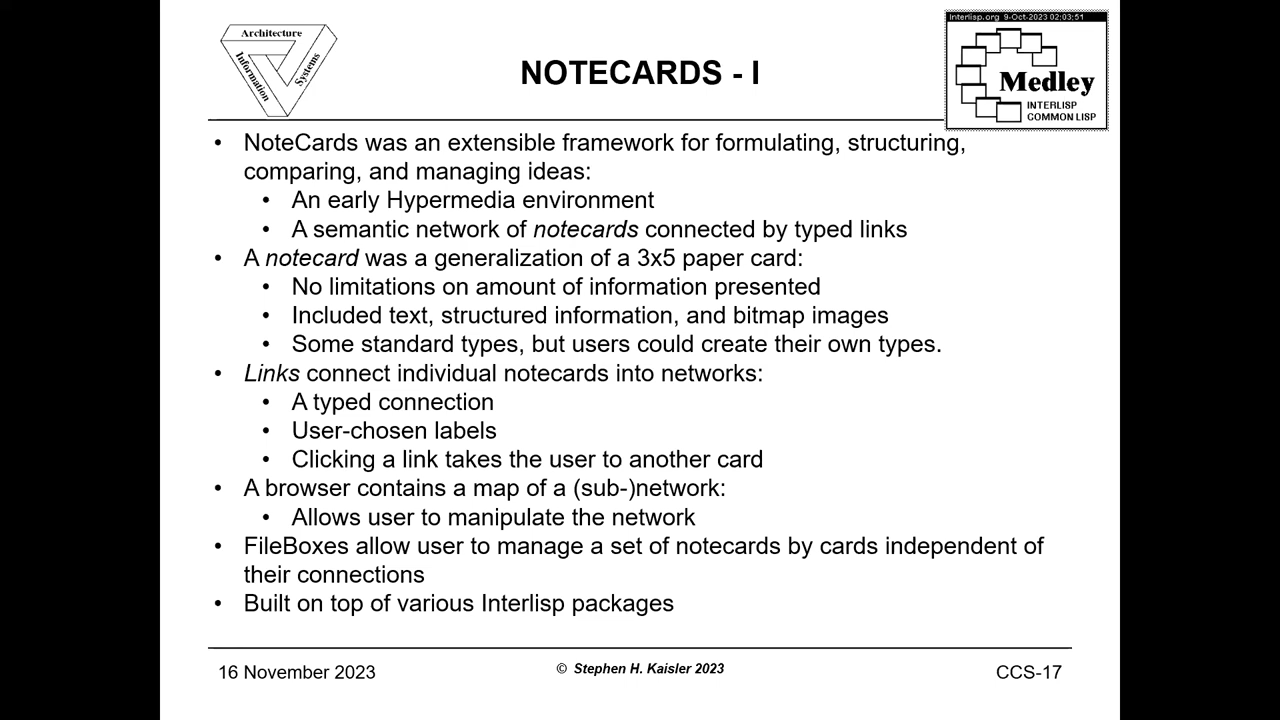 Architecture
Information
Systems
NOTECARDS - I
Interlisp.org 9-Oct-2023 02:03:51
Medley
INTERLISP
COMMON LISP
• NoteCards was an extensible framework for formulating, structuring,
comparing, and managing ideas:
• An early Hypermedia environment
• A semantic network of notecards connected by typed links
• A notecard was a generalization of a 3x5 paper card:
• No limitations on amount of information presented
• Included text, structured information, and bitmap images
• Some standard types, but users could create their own types.
• Links connect individual notecards into networks:
• A typed connection
• User-chosen labels
• Clicking a link takes the user to another card
• A browser contains a map of a (sub-)network:
• Allows user to manipulate the network
• FileBoxes allow user to manage a set of notecards by cards independent of
their connections
• Built on top of various Interlisp packages
16 November 2023
© Stephen H. Kaisler 2023
CCS-17